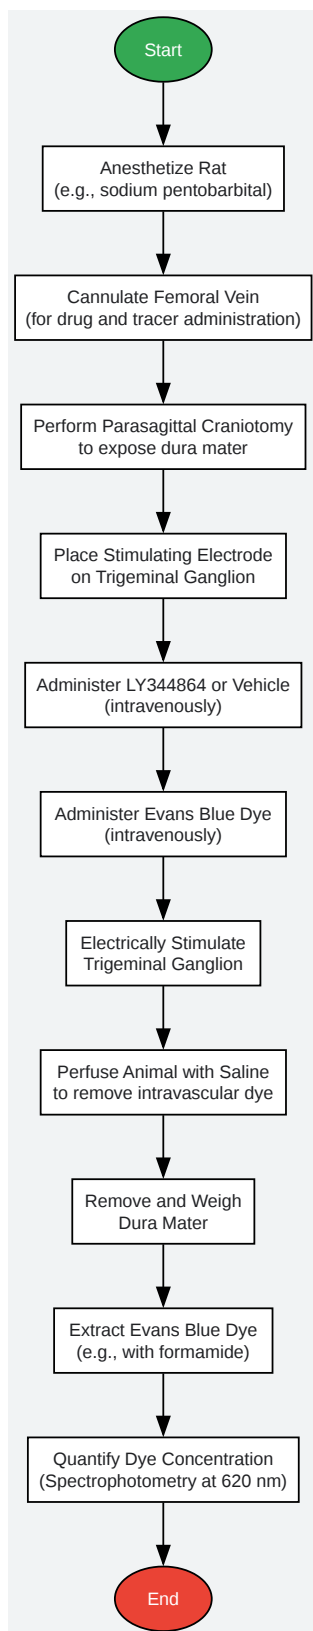 Start
Anesthetize Rat
(e.g., sodium pentobarbital)
Cannulate Femoral Vein
(for drug and tracer administration)
Perform Parasagittal Craniotomy
to expose dura mater
Place Stimulating Electrode
on Trigeminal Ganglion
Administer LY344864 or Vehicle
(intravenously)
Administer Evans Blue Dye
(intravenously)
Electrically Stimulate
Trigeminal Ganglion
Perfuse Animal with Saline
to remove intravascular dye
Remove and Weigh
Dura Mater
Extract Evans Blue Dye
(e.g., with formamide)
Quantify Dye Concentration
(Spectrophotometry at 620 nm)
End